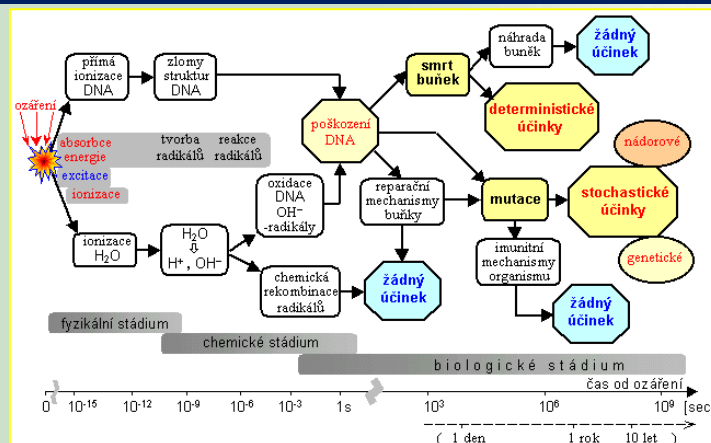 přímá
ionizace
DNA
zlomy
struktur
DNA
smrt
buňek
náhrada
buněk
žádný
účinek
ozáření
absorbce
energie
excitace
ionizace
tvorba
radikálů
reakce
radikálů
poškození
DNA
deterministické
účinky
nádorové
oxidace
DNA
OH–
-radikály
reparační
mechanismy
buňky
mutace
stochastické
účinky
genetické
ionizace
H2O
H2O
⇩
H+, OH–
chemická
rekombinace
radikálů
žádný
účinek
imunitní
mechanismy
organismu
žádný
účinek
fyzikální stádium
chemické stádium
biologické stádium
čas od ozáření
0 10-15 10-12 10-9 10-6 10-3 1s 103 106 109 [sec
( 1 den 1 rok 10 let )